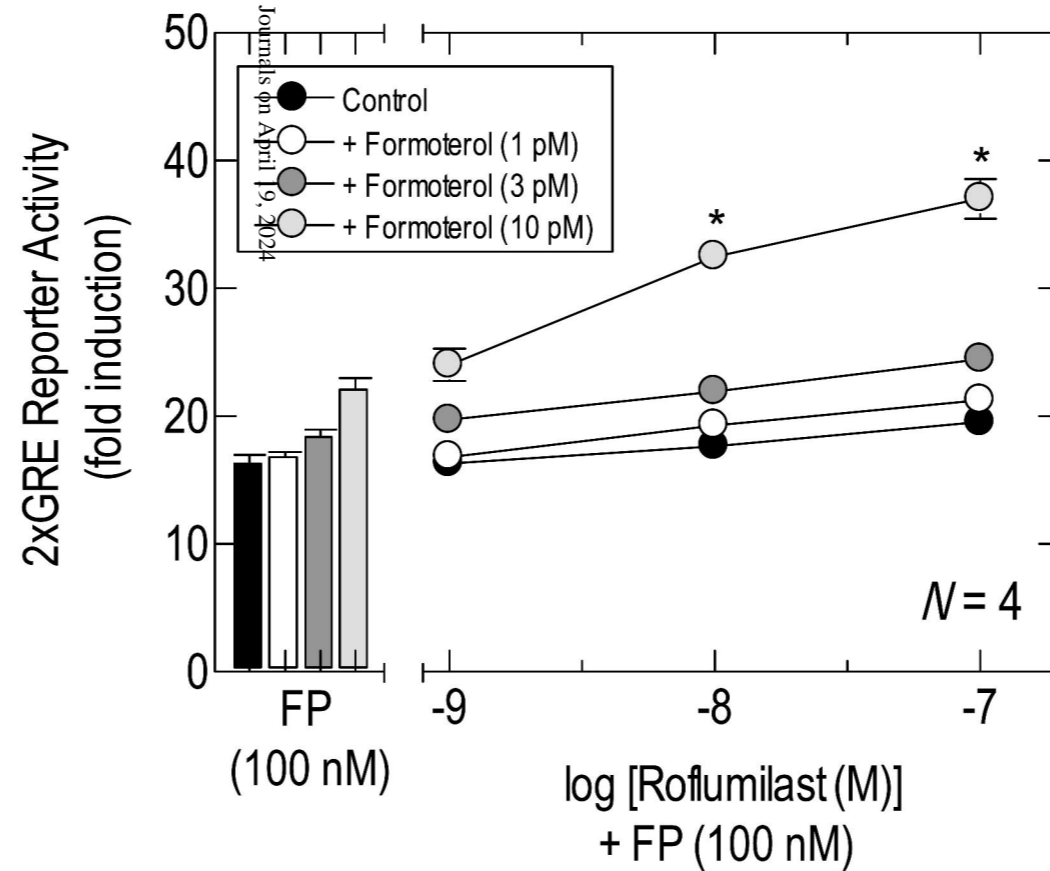 2xGRE Reporter Activity
(fold induction)
50
40
30
20
10
0
Journals on April 19, 2024
Control
+ Formoterol (1 pM)
+ Formoterol (3 pM)
+ Formoterol (10 pM)
*
*
N = 4
FP
(100 nM)
-9
-8
-7
log [Roflumilast (M)]
+ FP (100 nM)